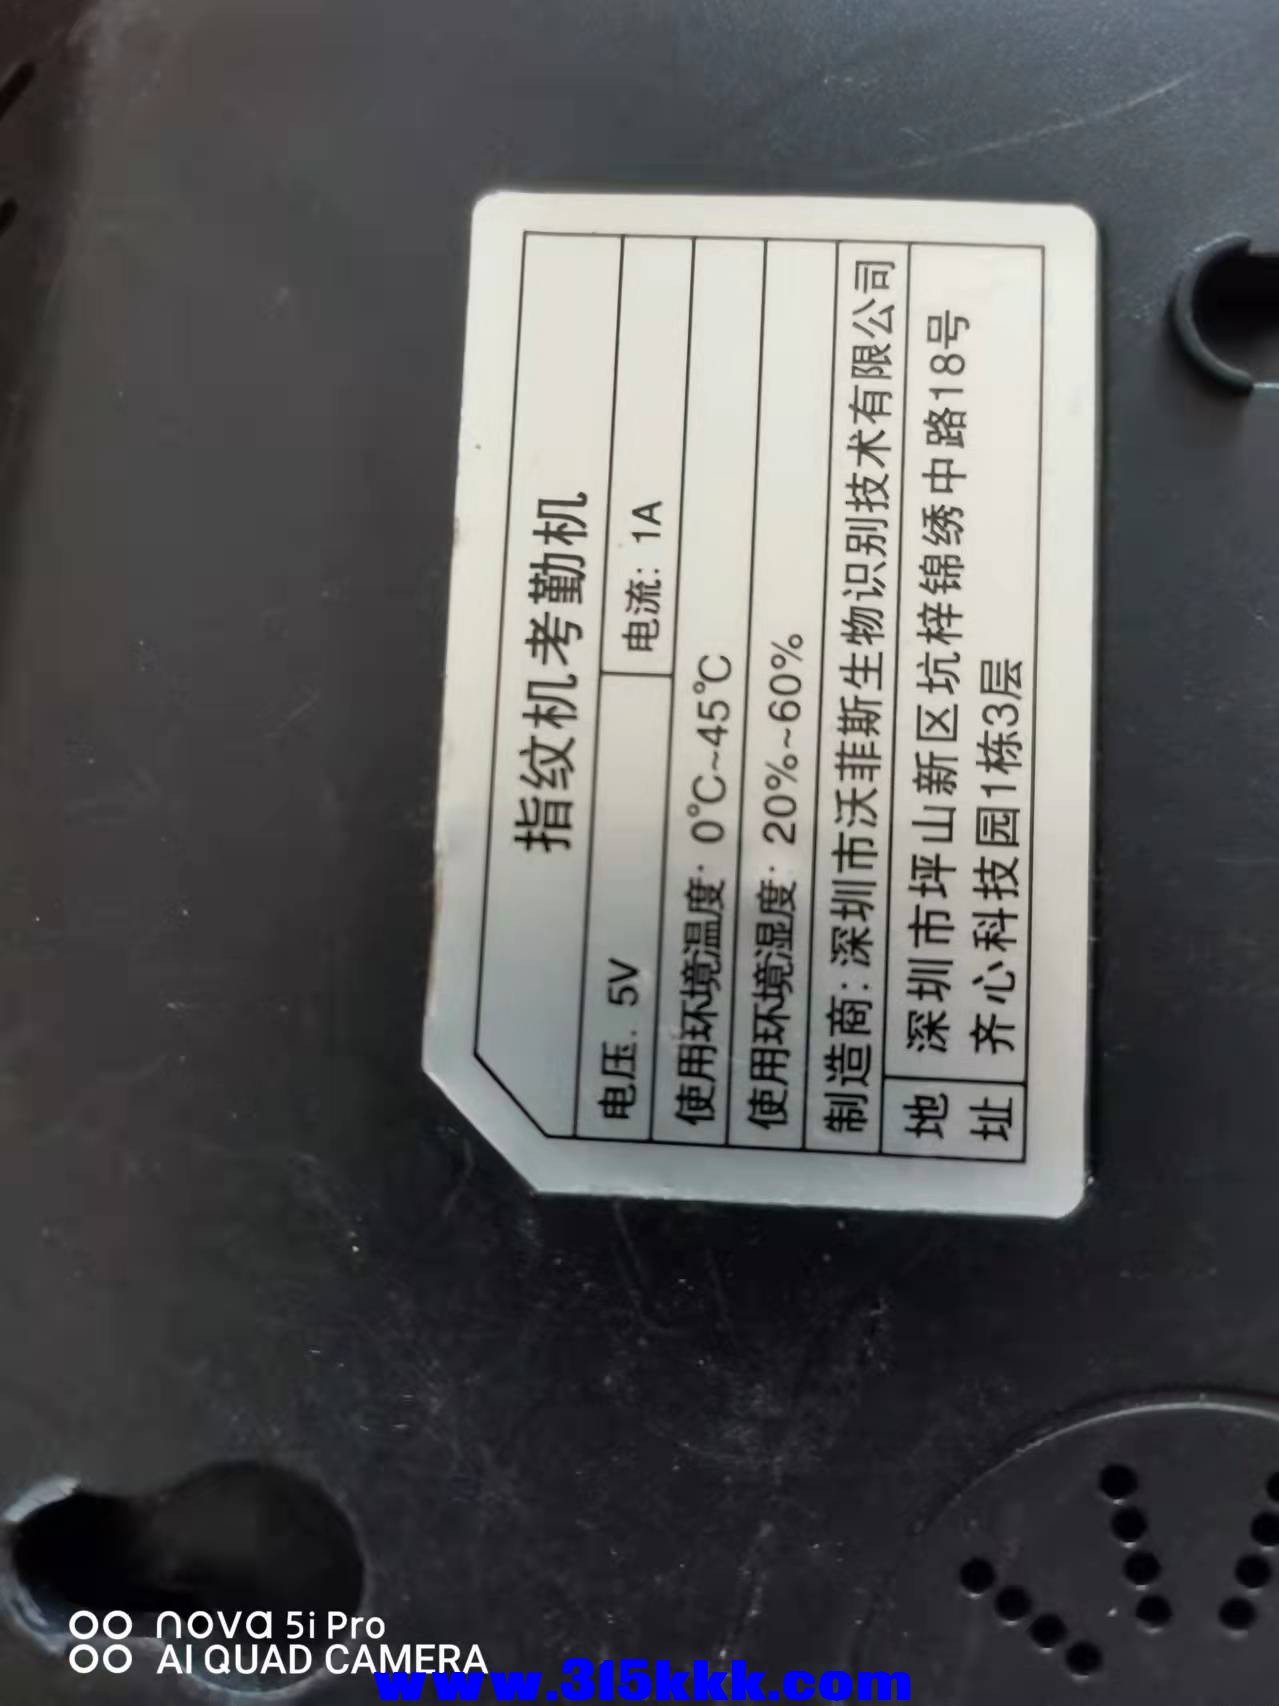 指纹机考勤机
电压: 5V 电流: 1A
使用环境温度: 0℃~45℃
使用环境湿度: 20%~60%
制造商: 深圳市沃菲斯生物识别技术有限公司
地址 深圳市坪山新区坑梓锦绣中路18号
齐心科技园1栋3层
nova 5i Pro
AI QUAD CAMERA
www.315kkk.com